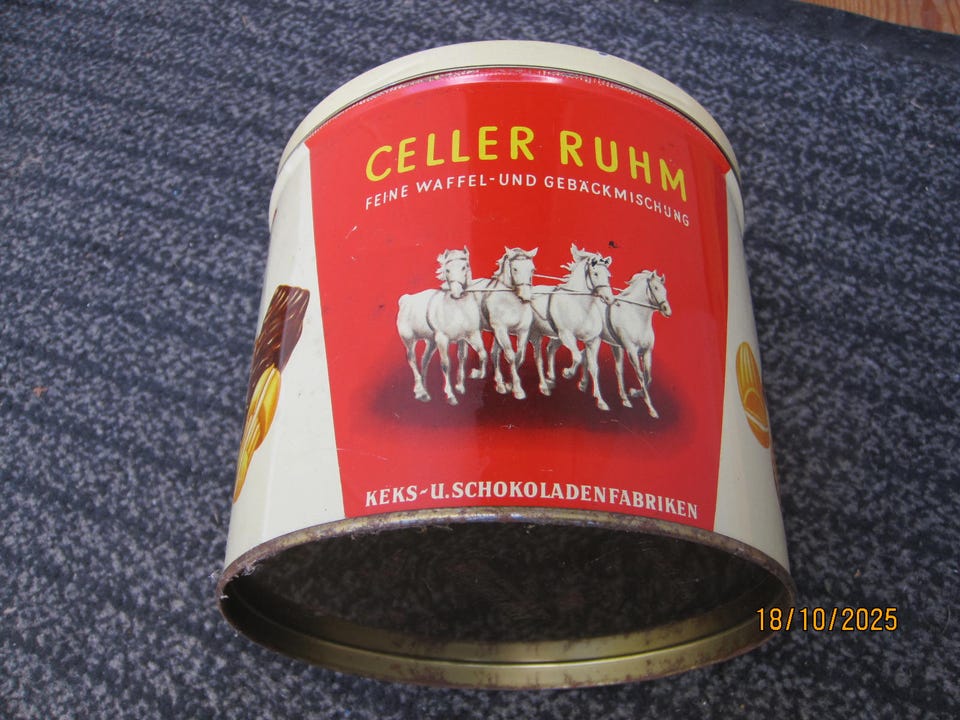 CELLER RUHM
FEINE WAFFEL-UND GEBÄCKMISCHUNG
KEKS-U.SCHOKOLADENFABRIKEN
18/10/2025